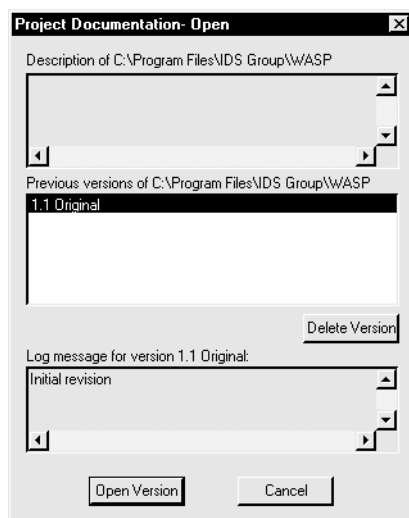 Project Documentation- Open
Description of C:\Program Files\IDS Group\WASP
Previous versions of C:\Program Files\IDS Group\WASP
1.1 Original
Delete Version
Log message for version 1.1 Original:
Initial revision
Open Version
Cancel